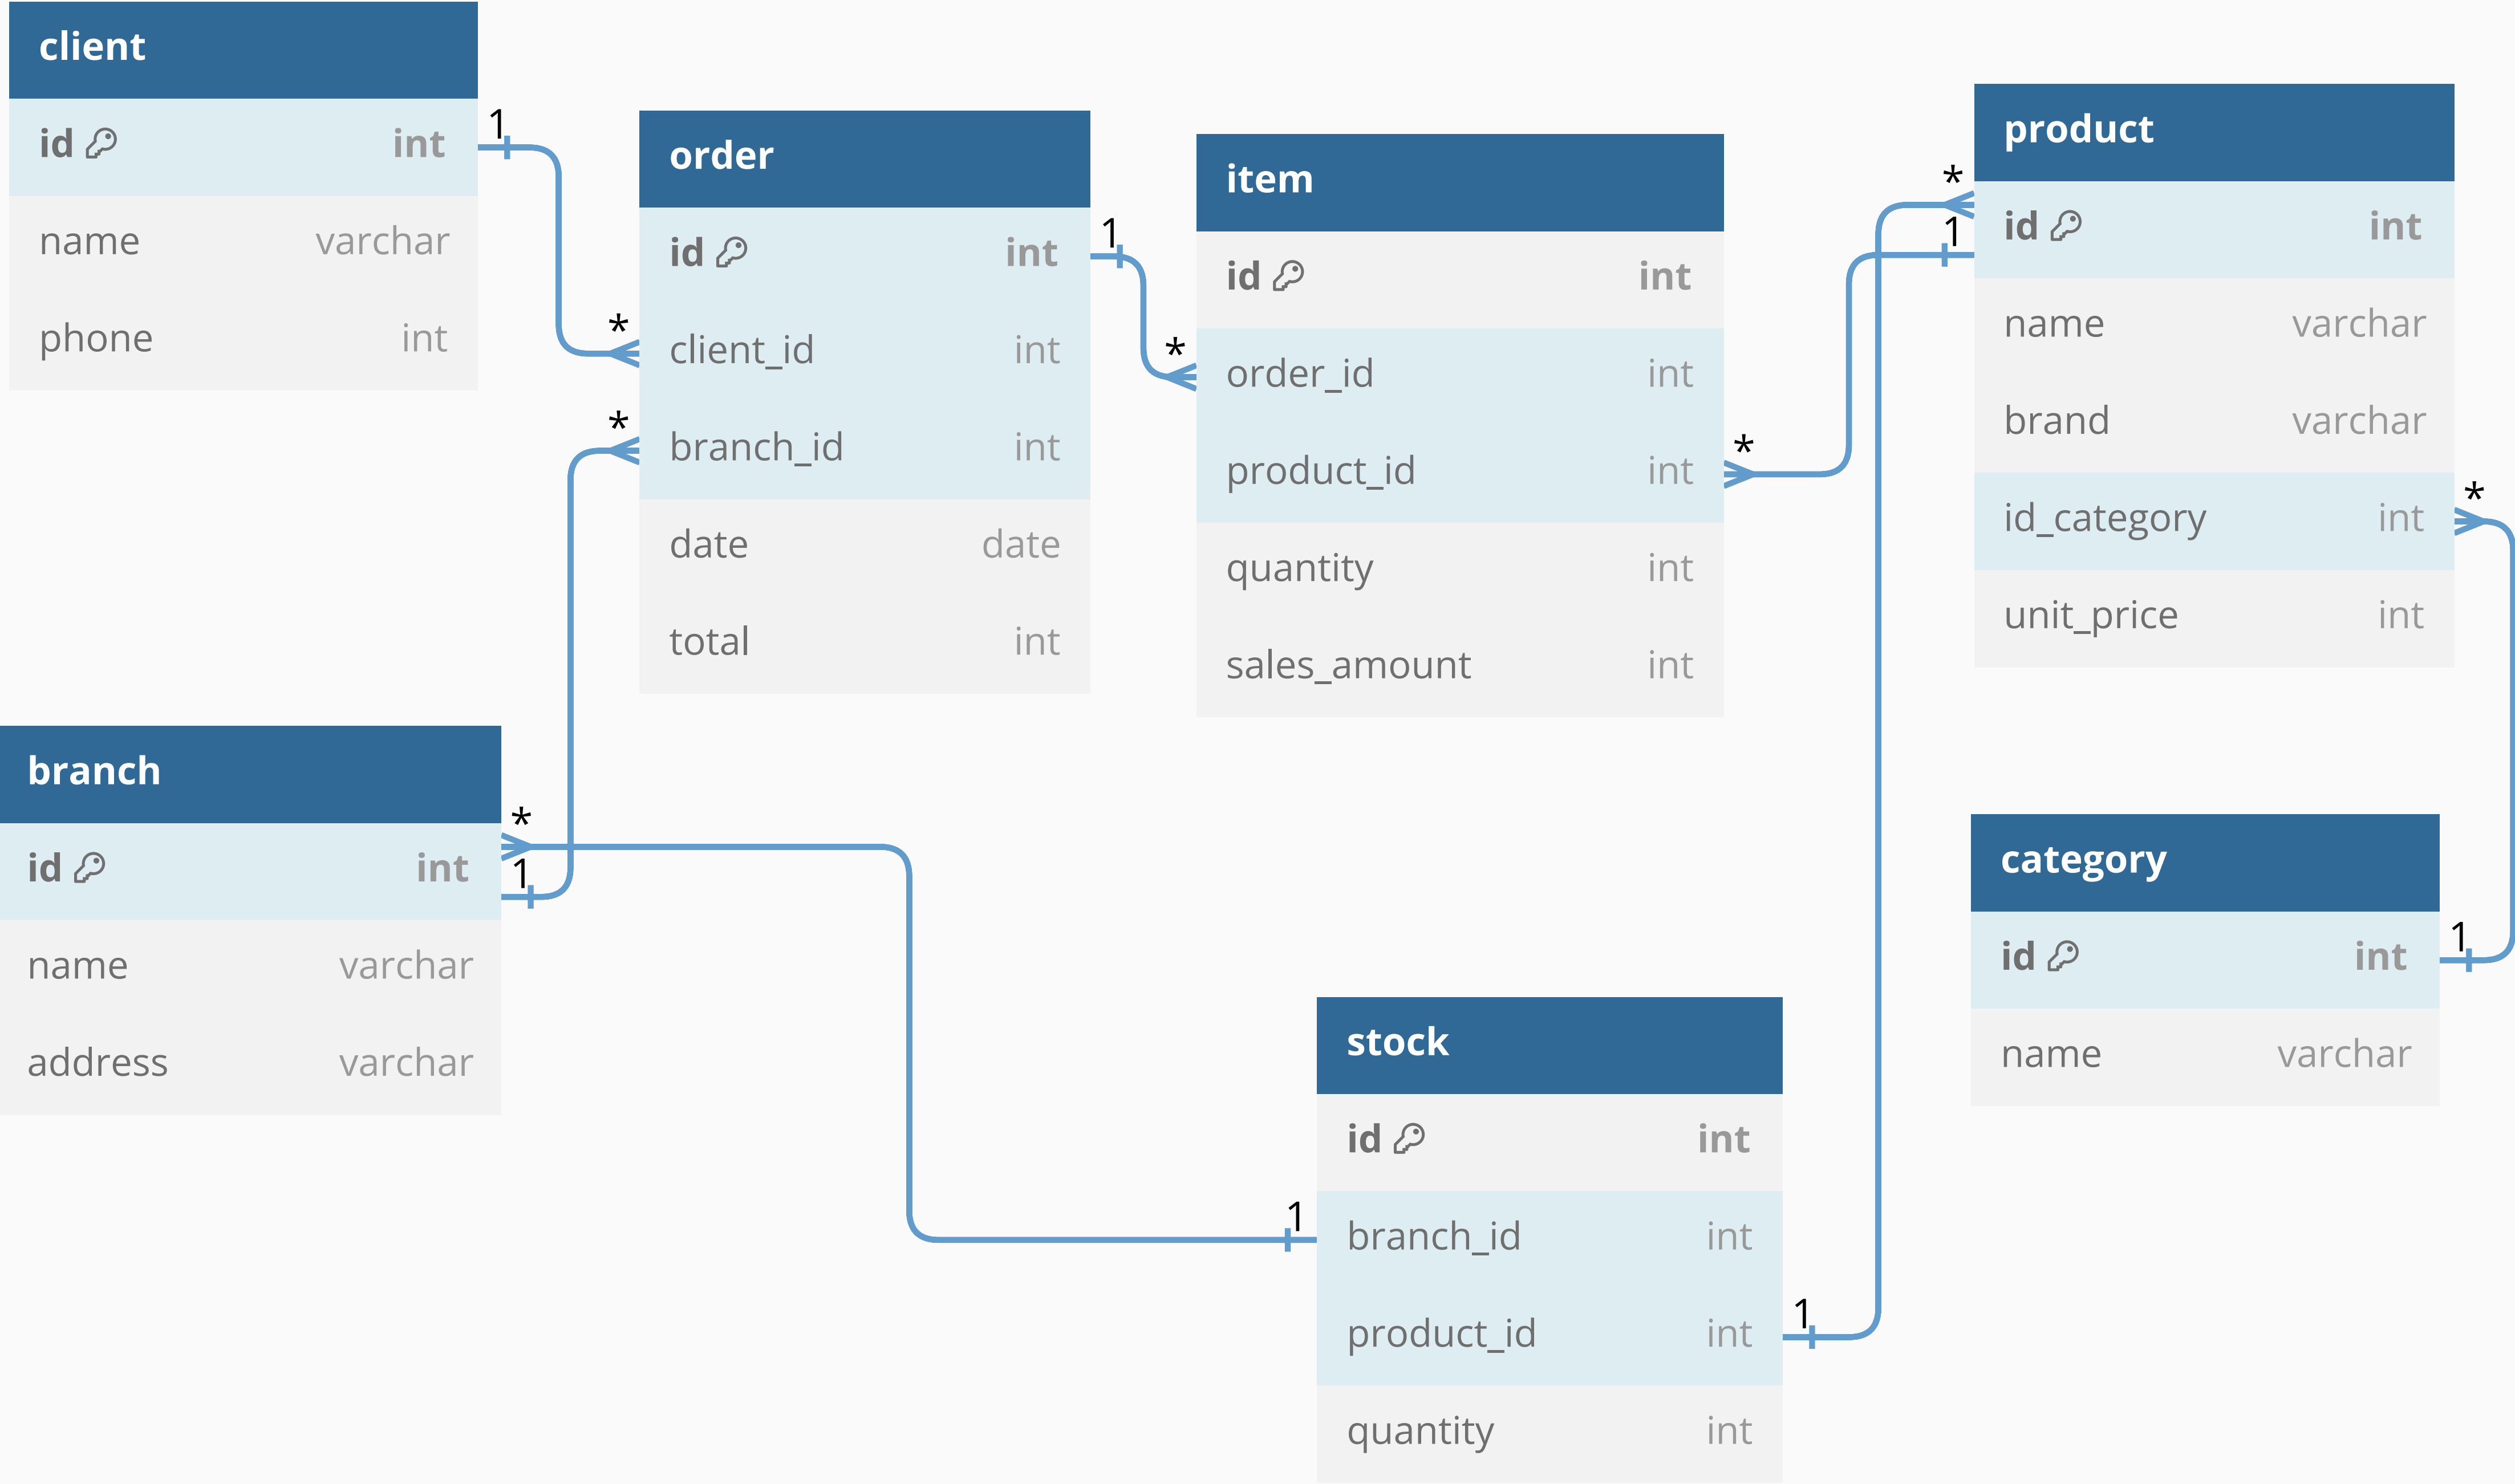 client
id int
name varchar
phone int
1
*
order
id int
client_id int
branch_id int
date date
total int
*
1
*
item
id int
order_id int
product_id int
quantity int
sales_amount int
*
*
1
product
id int
name varchar
brand varchar
id_category int
unit_price int
*
branch
id int
name varchar
address varchar
*
1
category
id int
name varchar
1
stock
id int
branch_id int
product_id int
quantity int
1
1